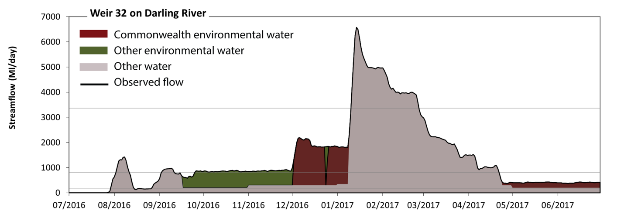 Weir 32 on Darling River
Streamflow (Ml/day)
7000
6000
5000
4000
3000
2000
1000
0
Commonwealth environmental water
Other environmental water
Other water
Observed flow
07/2016 08/2016 09/2016 10/2016 11/2016 12/2016 01/2017 02/2017 03/2017 04/2017 05/2017 06/2017